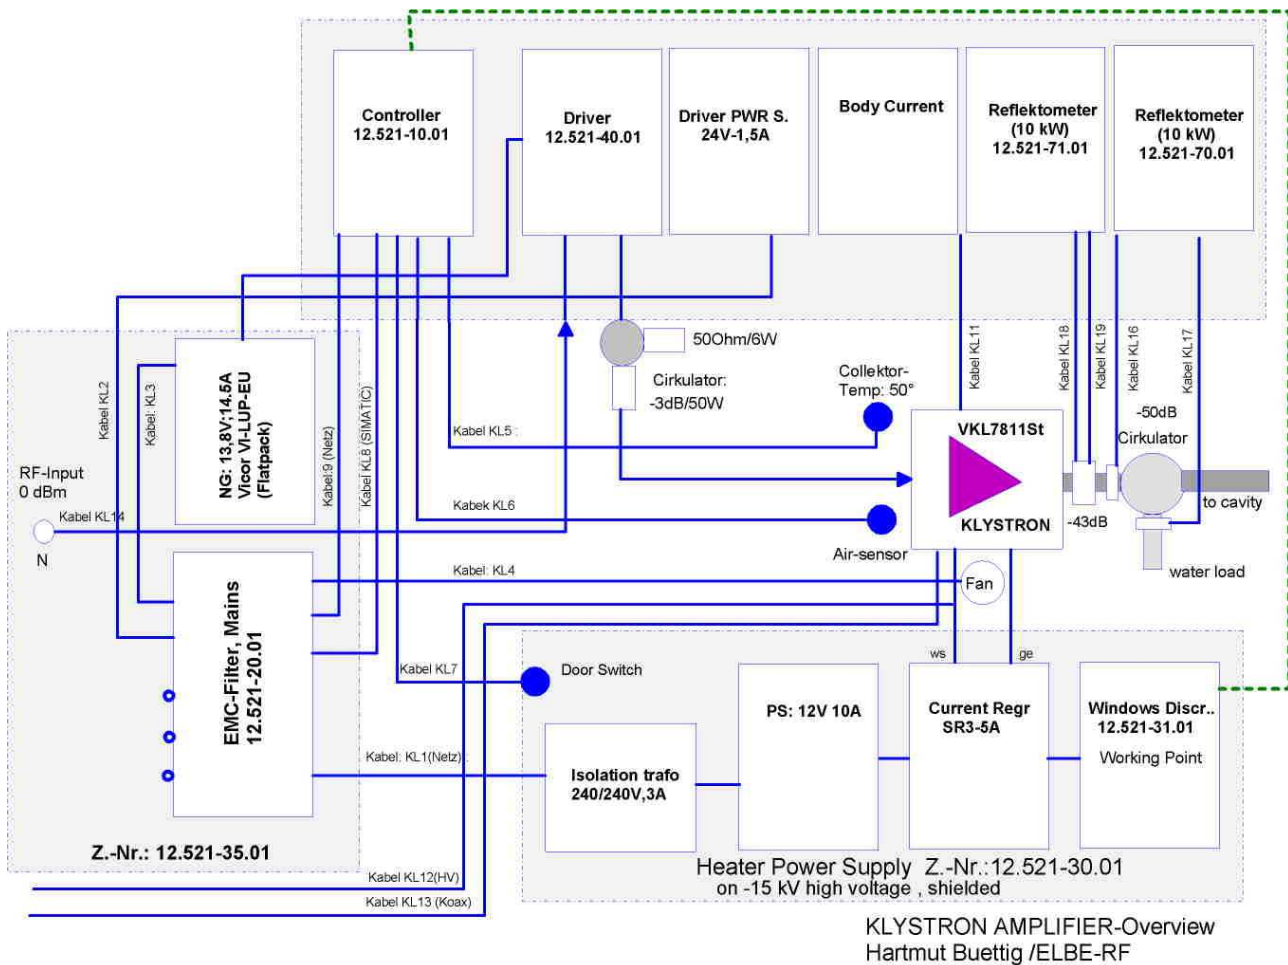 Controller
12.521-10.01
Driver
12.521-40.01
Driver PWR S.
24V-1,5A
Body Current
Reflektometer
(10 kW)
12.521-71.01
Reflektometer
(10 kW)
12.521-70.01
50Ohm/6W
Cirkulator:
-3dB/50W
Collektor-
Temp: 50°
Kabel KL11
Kabel KL18
Kabel KL19
Kabel KL16
Kabel KL17
-50dB
Cirkulator
NG: 13,8V;14.5A
Vicor VI-LUP-EU
(Flatpack)
Kabel KL2
Kabel: KL3
Kabel:9 (Netz)
Kabel KL8 (SIMATIC)
Kabel KL5 :
VKL7811St
KLYSTRON
RF-Input
0 dBm
Kabel KL14
N
Kabek KL6
Air-sensor
-43dB
to cavity
water load
Kabel: KL4
Fan
EMC-Filter, Mains
12.521-20.01
Kabel KL7
Door Switch
ws
ge
PS: 12V 10A
Current Regr
SR3-5A
Windows Discr..
12.521-31.01
Working Point
Kabel: KL1(Netz) :
Isolation trafo
240/240V,3A
Z.-Nr.: 12.521-35.01
Heater Power Supply Z.-Nr.:12.521-30.01
on -15 kV high voltage , shielded
Kabel KL12(HV)
Kabel KL13 (Koax)
KLYSTRON AMPLIFIER-Overview
Hartmut Buettig /ELBE-RF